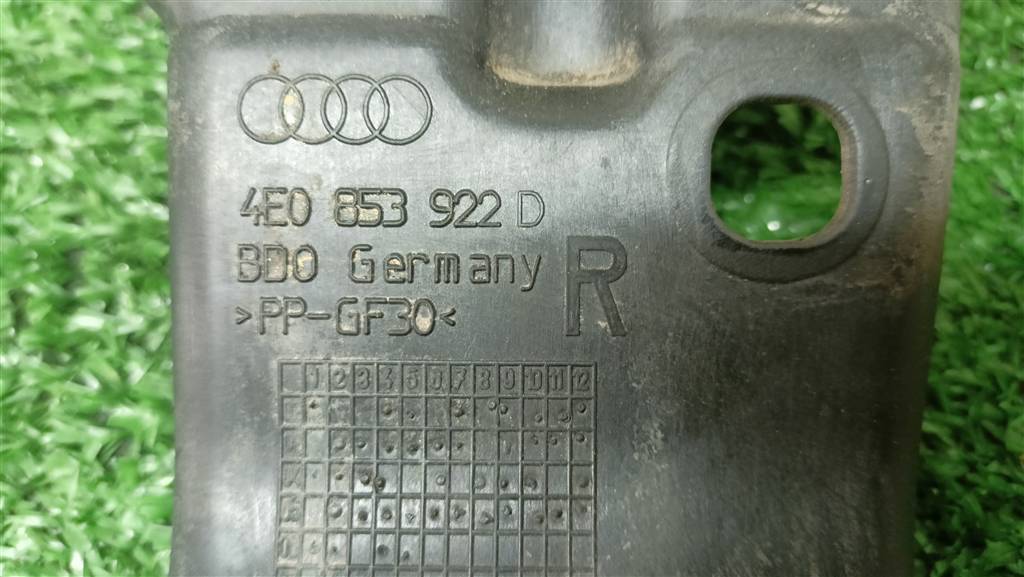 4E0 853 922 D
BDO Germany
R
>PP-GF30<
1 2 3 4 5 6 7 8 9 10 11 12